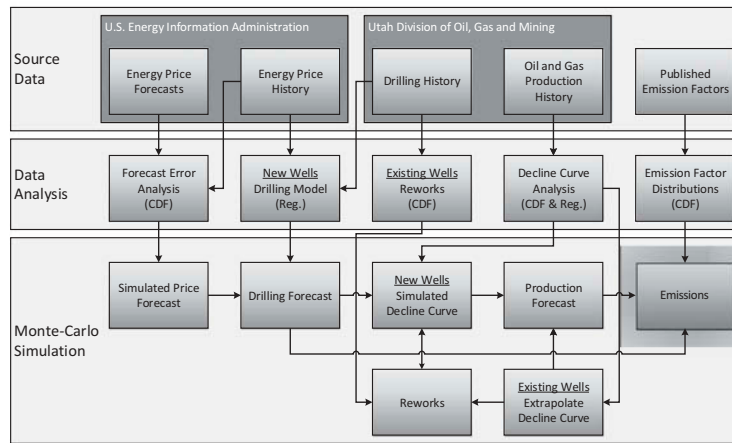 U.S. Energy Information Administration
Utah Division of Oil, Gas and Mining
Source
Data
Energy Price
Forecasts
Energy Price
History
Drilling History
Oil and Gas
Production
History
Published
Emission Factors
Data
Analysis
Forecast Error
Analysis
(CDF)
New Wells
Drilling Model
(Reg.)
Existing Wells
Reworks
(CDF)
Decline Curve
Analysis
(CDF & Reg.)
Emission Factor
Distributions
(CDF)
Monte-Carlo
Simulation
Simulated Price
Forecast
Drilling Forecast
New Wells
Simulated
Decline Curve
Production
Forecast
Emissions
Reworks
Existing Wells
Extrapolate
Decline Curve